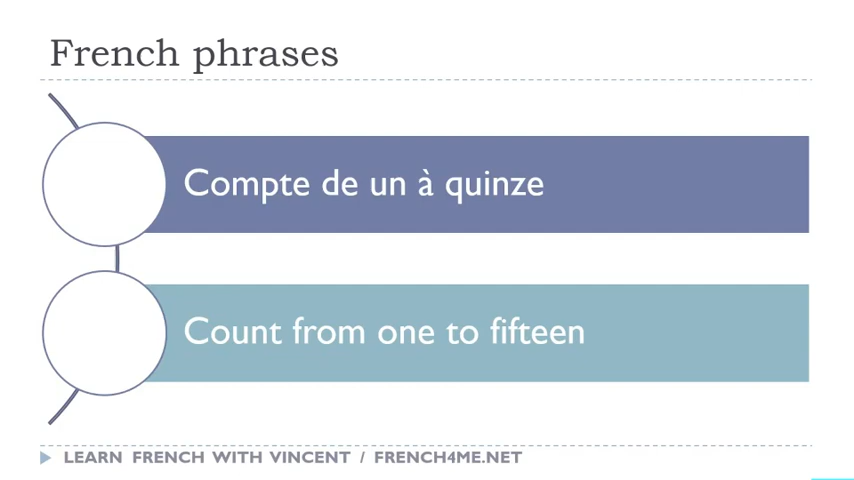 French phrases
Compte de un à quinze
Count from one to fifteen
LEARN FRENCH WITH VINCENT / FRENCH4ME.NET